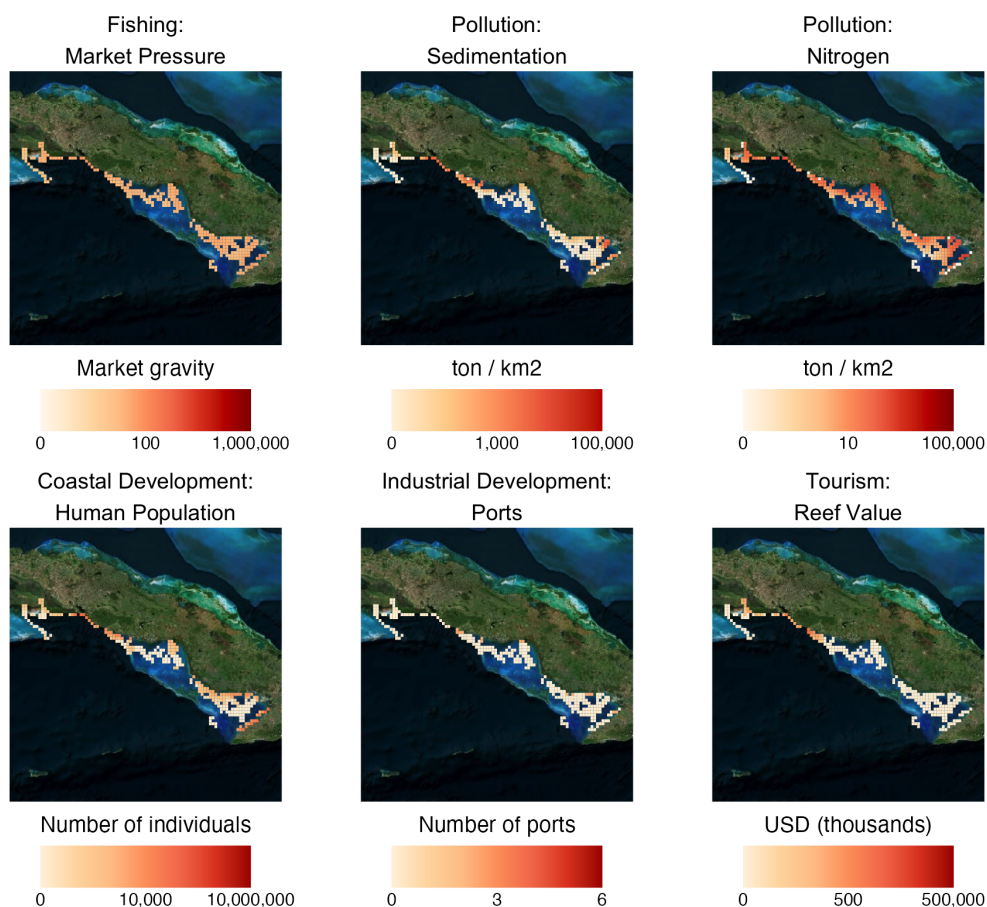 Fishing:
Market Pressure
Pollution:
Sedimentation
Pollution:
Nitrogen
Market gravity
0 100 1,000,000
ton / km2
0 1,000 100,000
ton / km2
0 10 100,000
Coastal Development:
Human Population
Industrial Development:
Ports
Tourism:
Reef Value
Number of individuals
0 10,000 10,000,000
Number of ports
0 3 6
USD (thousands)
0 500 500,000